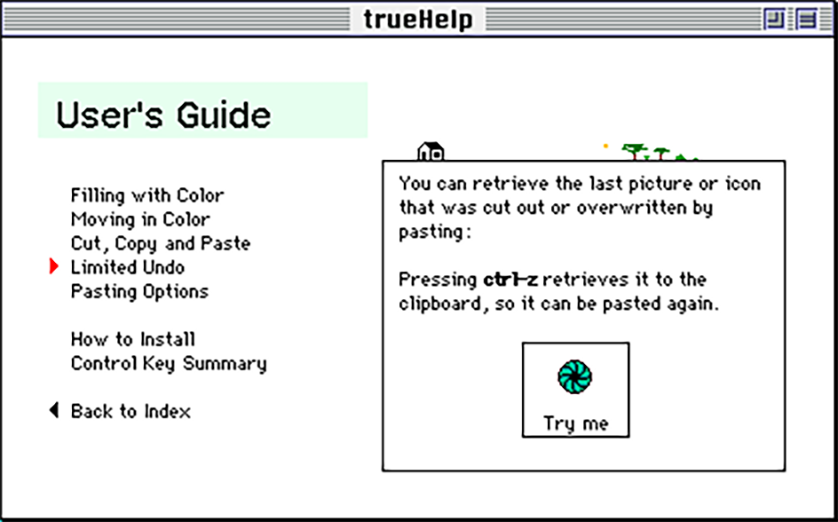 trueHelp
User's Guide
Filling with Color
Moving in Color
Cut, Copy and Paste
Limited Undo
Pasting Options
How to Install
Control Key Summary
Back to Index
You can retrieve the last picture or icon
that was cut out or overwritten by
pasting:
Pressing ctrl-z retrieves it to the
clipboard, so it can be pasted again.
Try me